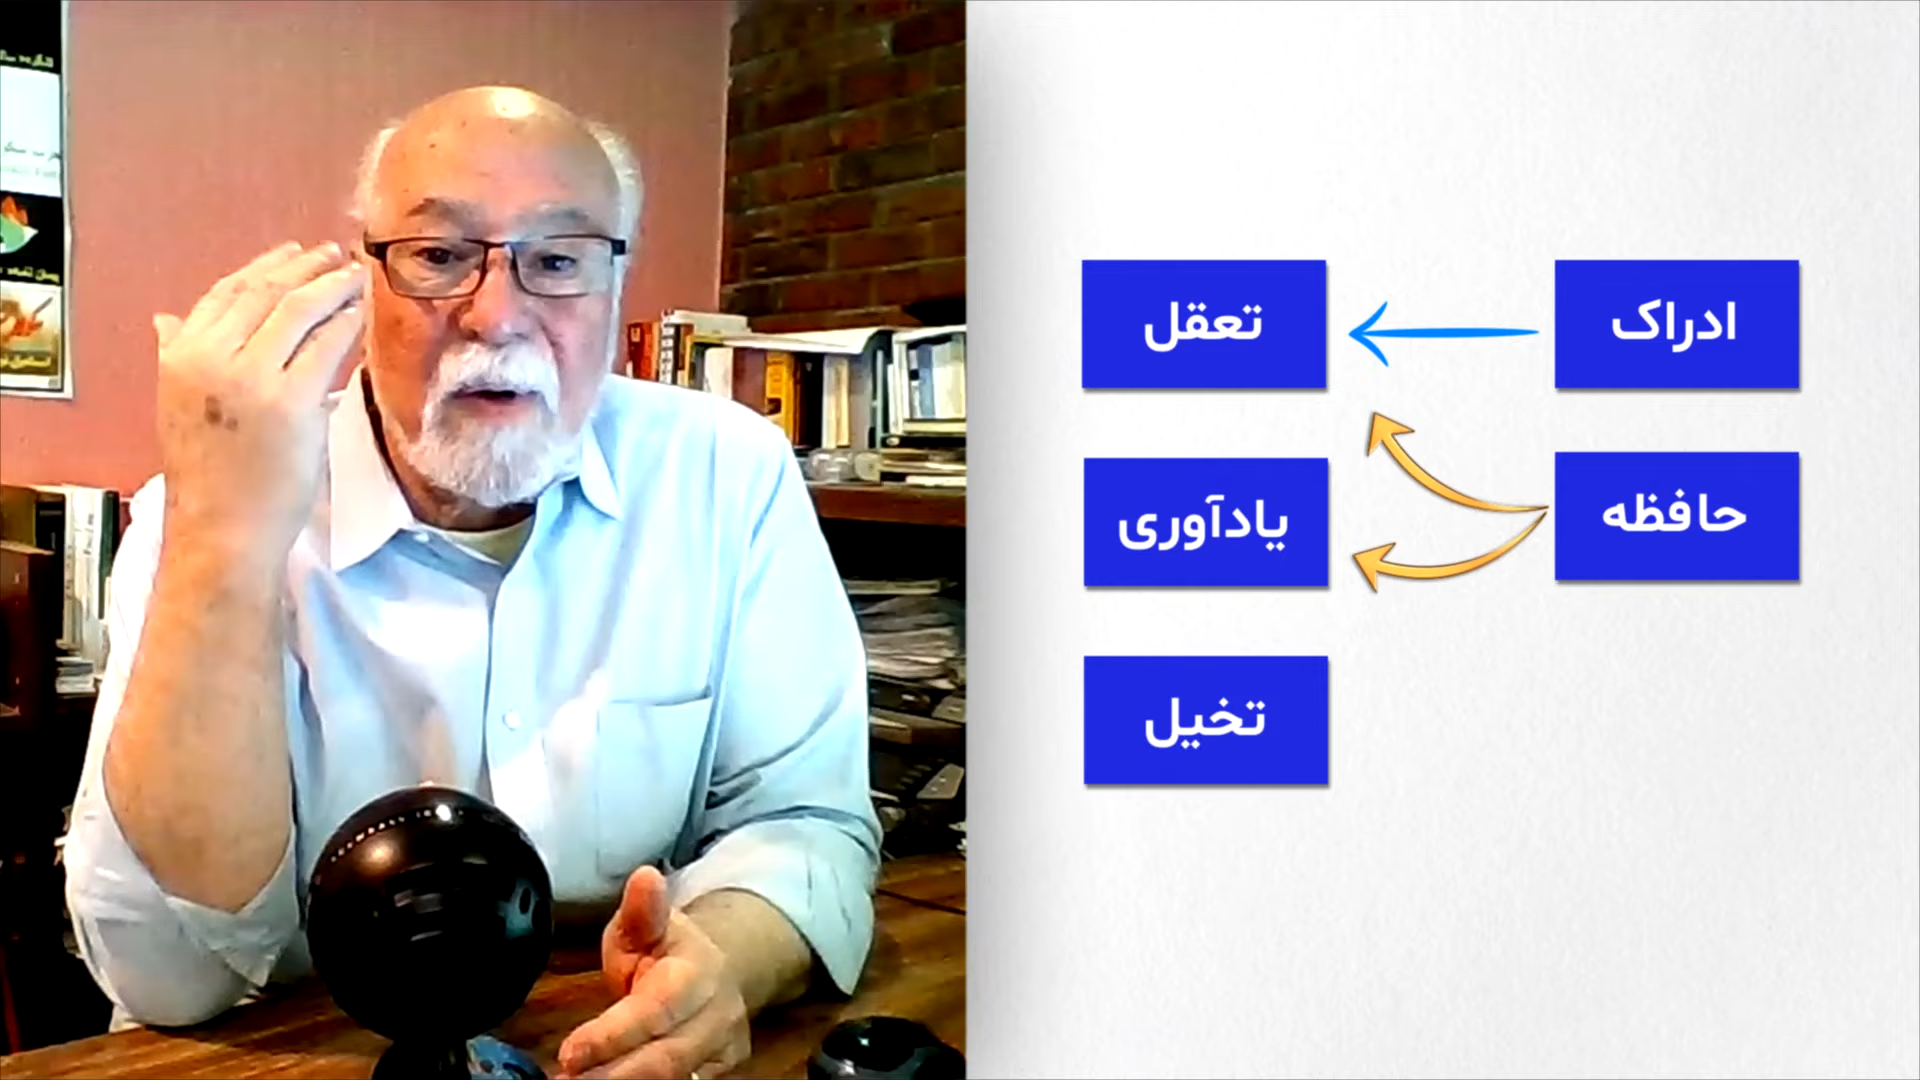 ادراک
تعقل
حافظه
یادآوری
تخیل